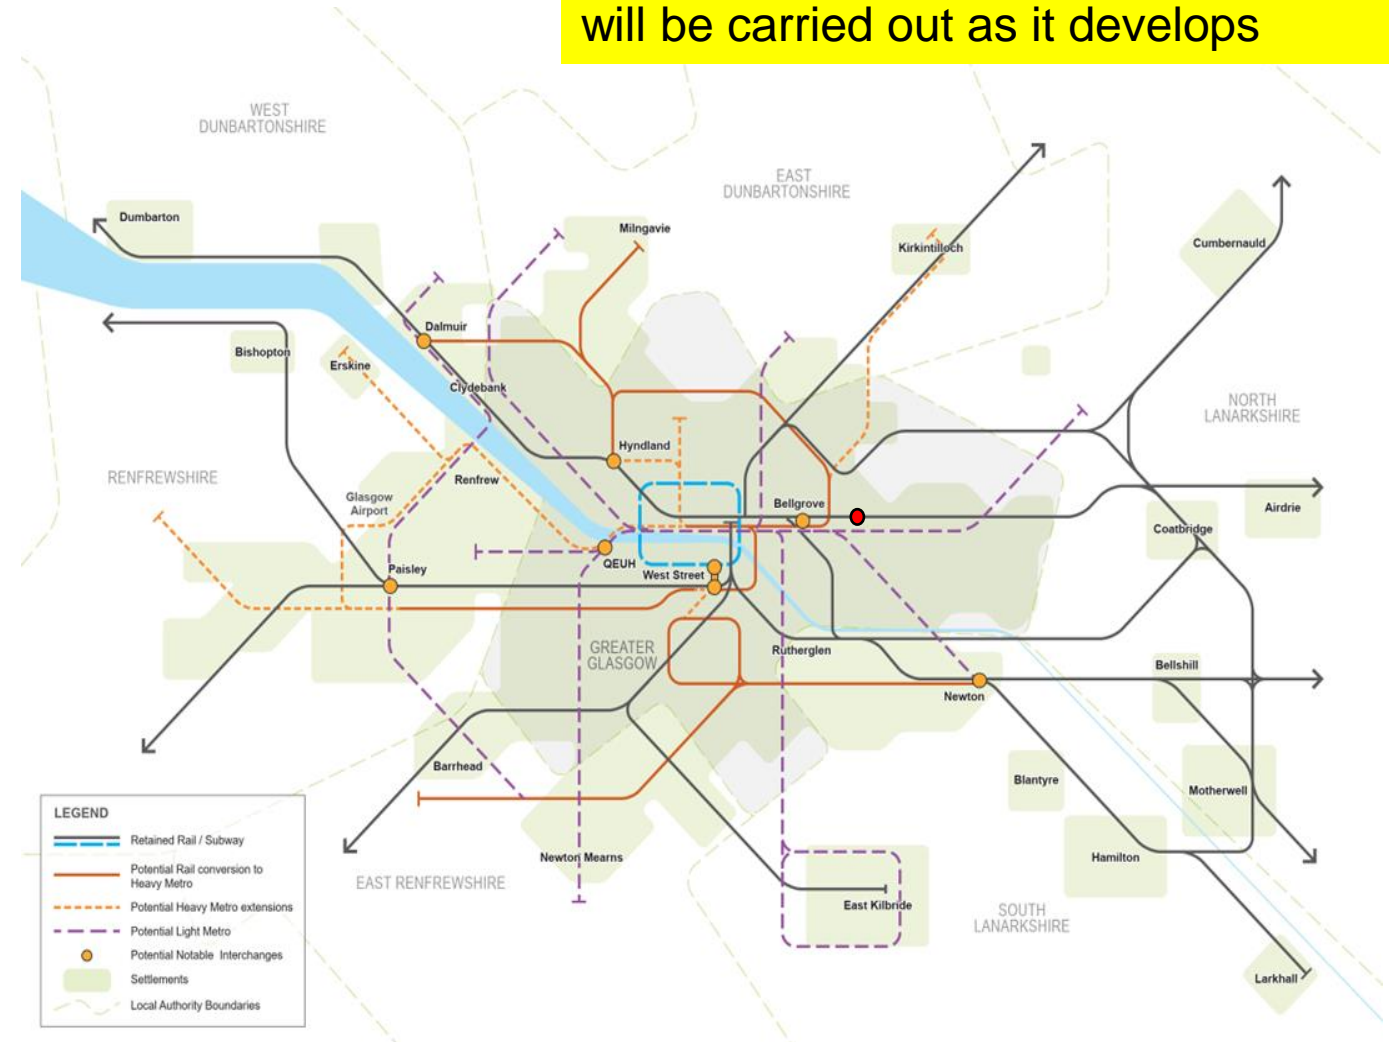 will be carried out as it develops
WEST
DUNBARTONSHIRE
EAST
DUNBARTONSHIRE
Dumbarton
Milngavie
Kirkintilloch
Cumbernauld
Dalmuir
Bishopton
Erskine
Clydebank
NORTH
LANARKSHIRE
Hyndland
RENFREWSHIRE
Renfrew
Glasgow
Airport
Bellgrove
Airdrie
Coatbridge
QEUH
Paisley
West Street
GREATER
GLASGOW
Rutherglen
Bellshill
Newton
Barrhead
Blantyre
Motherwell
Newton Mearns
Hamilton
EAST RENFREWSHIRE
East Kilbride
SOUTH
LANARKSHIRE
Larkhall
LEGEND
Retained Rail / Subway
Potential Rail conversion to
Heavy Metro
Potential Heavy Metro extensions
Potential Light Metro
Potential Notable Interchanges
Settlements
Local Authority Boundaries